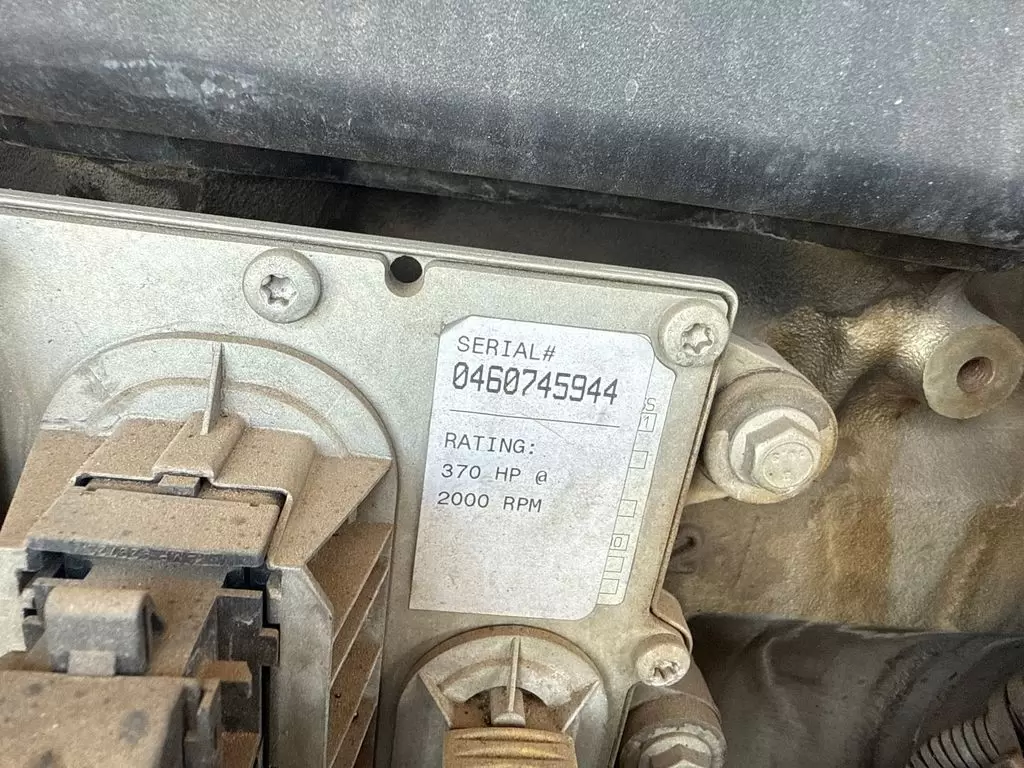 SERIAL#
0460745944
RATING:
370 HP @
2000 RPM